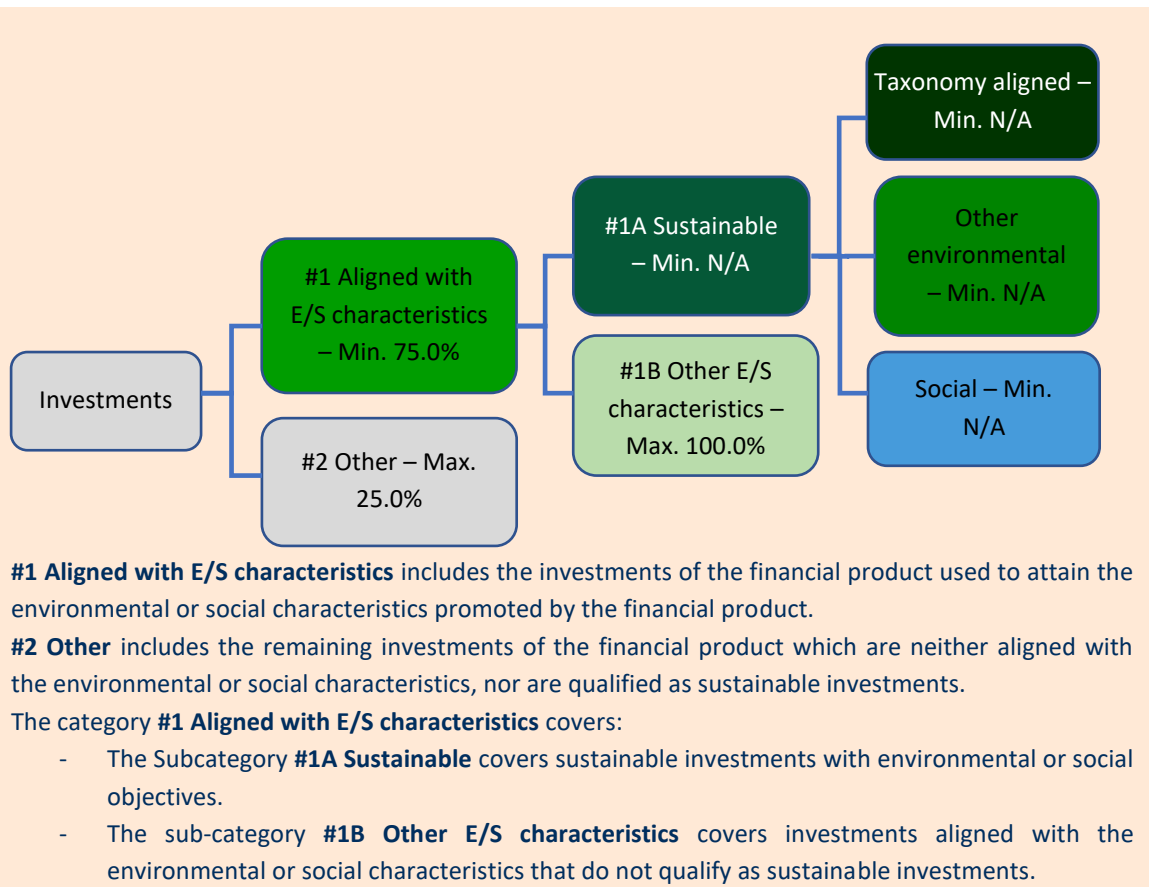 Taxonomy aligned –
Min. N/A
#1A Sustainable
– Min. N/A
Other
environmental
– Min. N/A
#1 Aligned with
E/S characteristics
– Min. 75.0%
Investments
#1B Other E/S
characteristics –
Max. 100.0%
Social – Min.
N/A
#2 Other – Max.
25.0%
#1 Aligned with E/S characteristics includes the investments of the financial product used to attain the
environmental or social characteristics promoted by the financial product.
#2 Other includes the remaining investments of the financial product which are neither aligned with
the environmental or social characteristics, nor are qualified as sustainable investments.
The category #1 Aligned with E/S characteristics covers:
- The Subcategory #1A Sustainable covers sustainable investments with environmental or social
objectives.
- The sub-category #1B Other E/S characteristics covers investments aligned with the
environmental or social characteristics that do not qualify as sustainable investments.